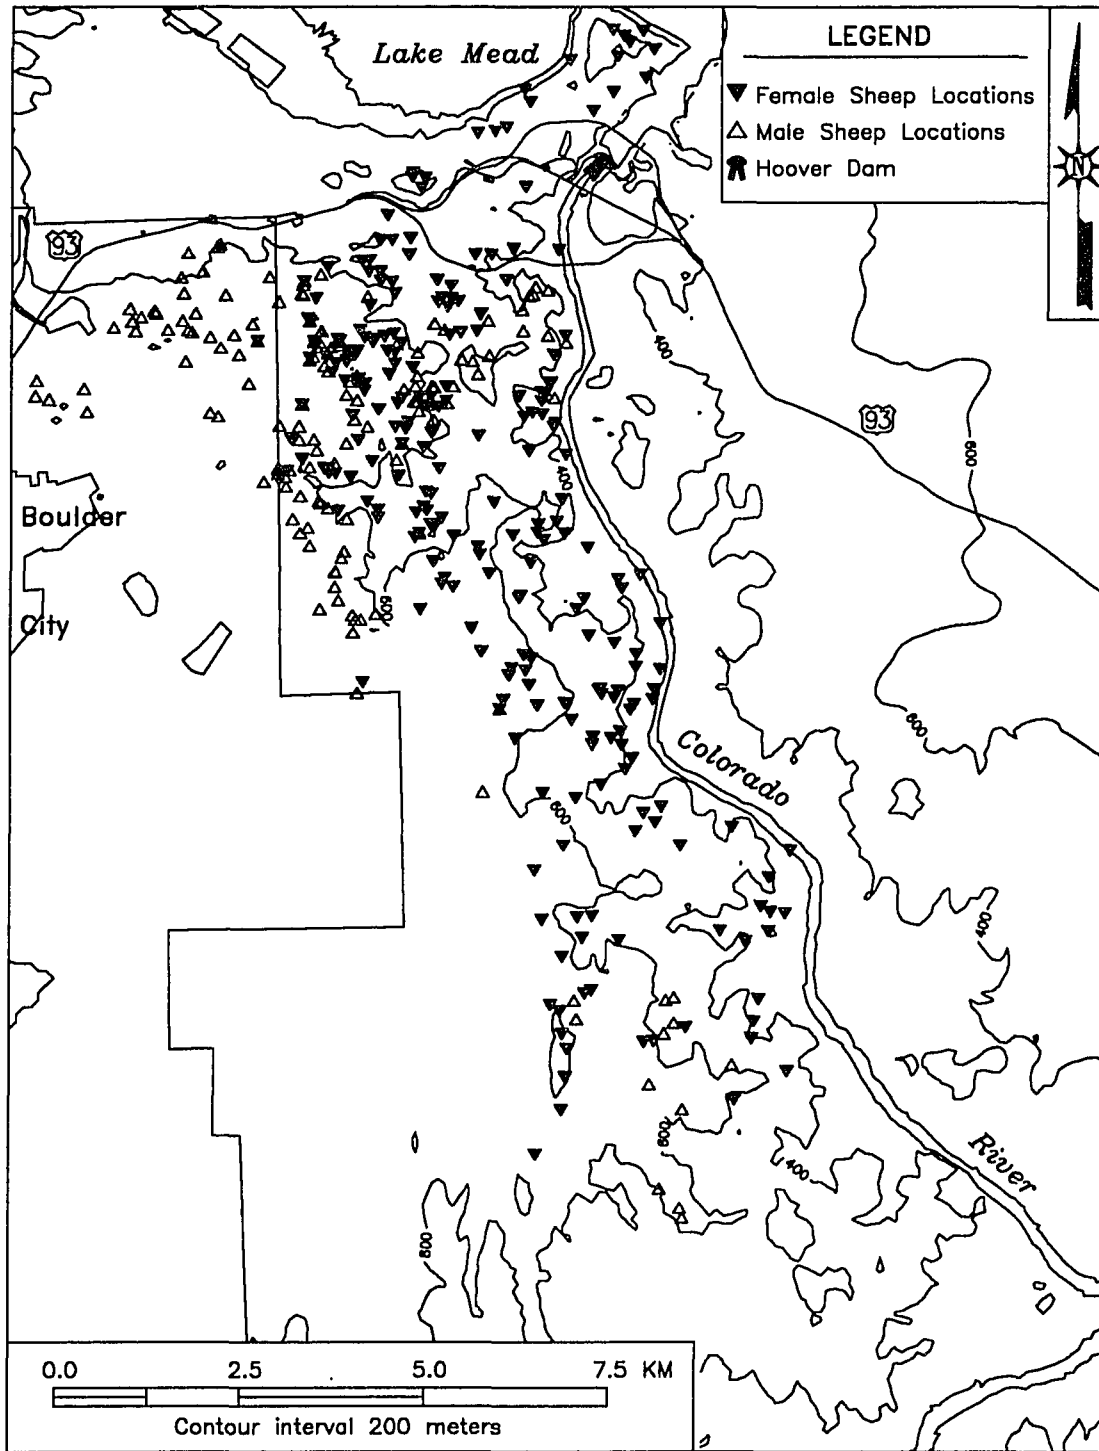 Lake Mead
LEGEND
Female Sheep Locations
Male Sheep Locations
Hoover Dam
N
93
400
93
600
400
Boulder
600
City
600
Colorado
600
400
600
400
River
600
0.0 2.5 5.0 7.5 KM
Contour interval 200 meters